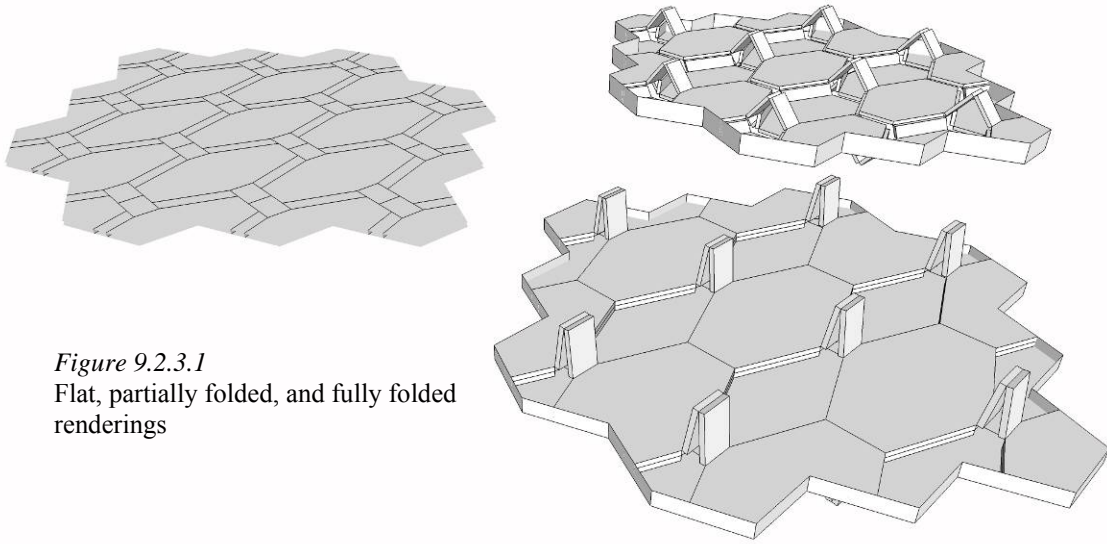 Figure 9.2.3.1
Flat, partially folded, and fully folded
renderings